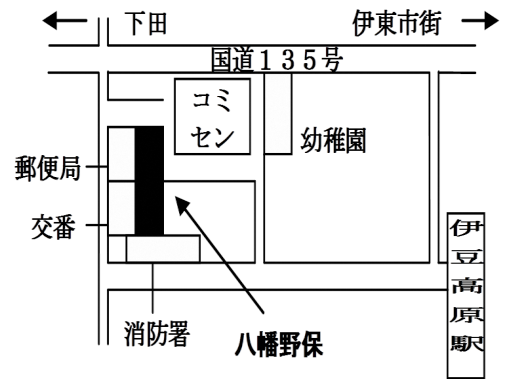 下田
伊東市街
国道１３５号
コミ
セン
幼稚園
郵便局
交番
伊豆高原駅
消防署
八幡野保